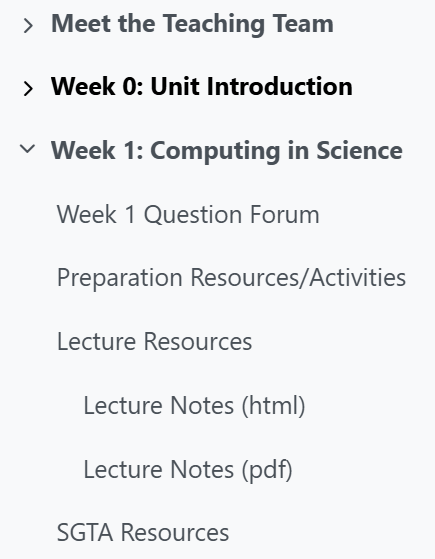 Meet the Teaching Team
Week 0: Unit Introduction
Week 1: Computing in Science
Week 1 Question Forum
Preparation Resources/Activities
Lecture Resources
Lecture Notes (html)
Lecture Notes (pdf)
SGTA Resources